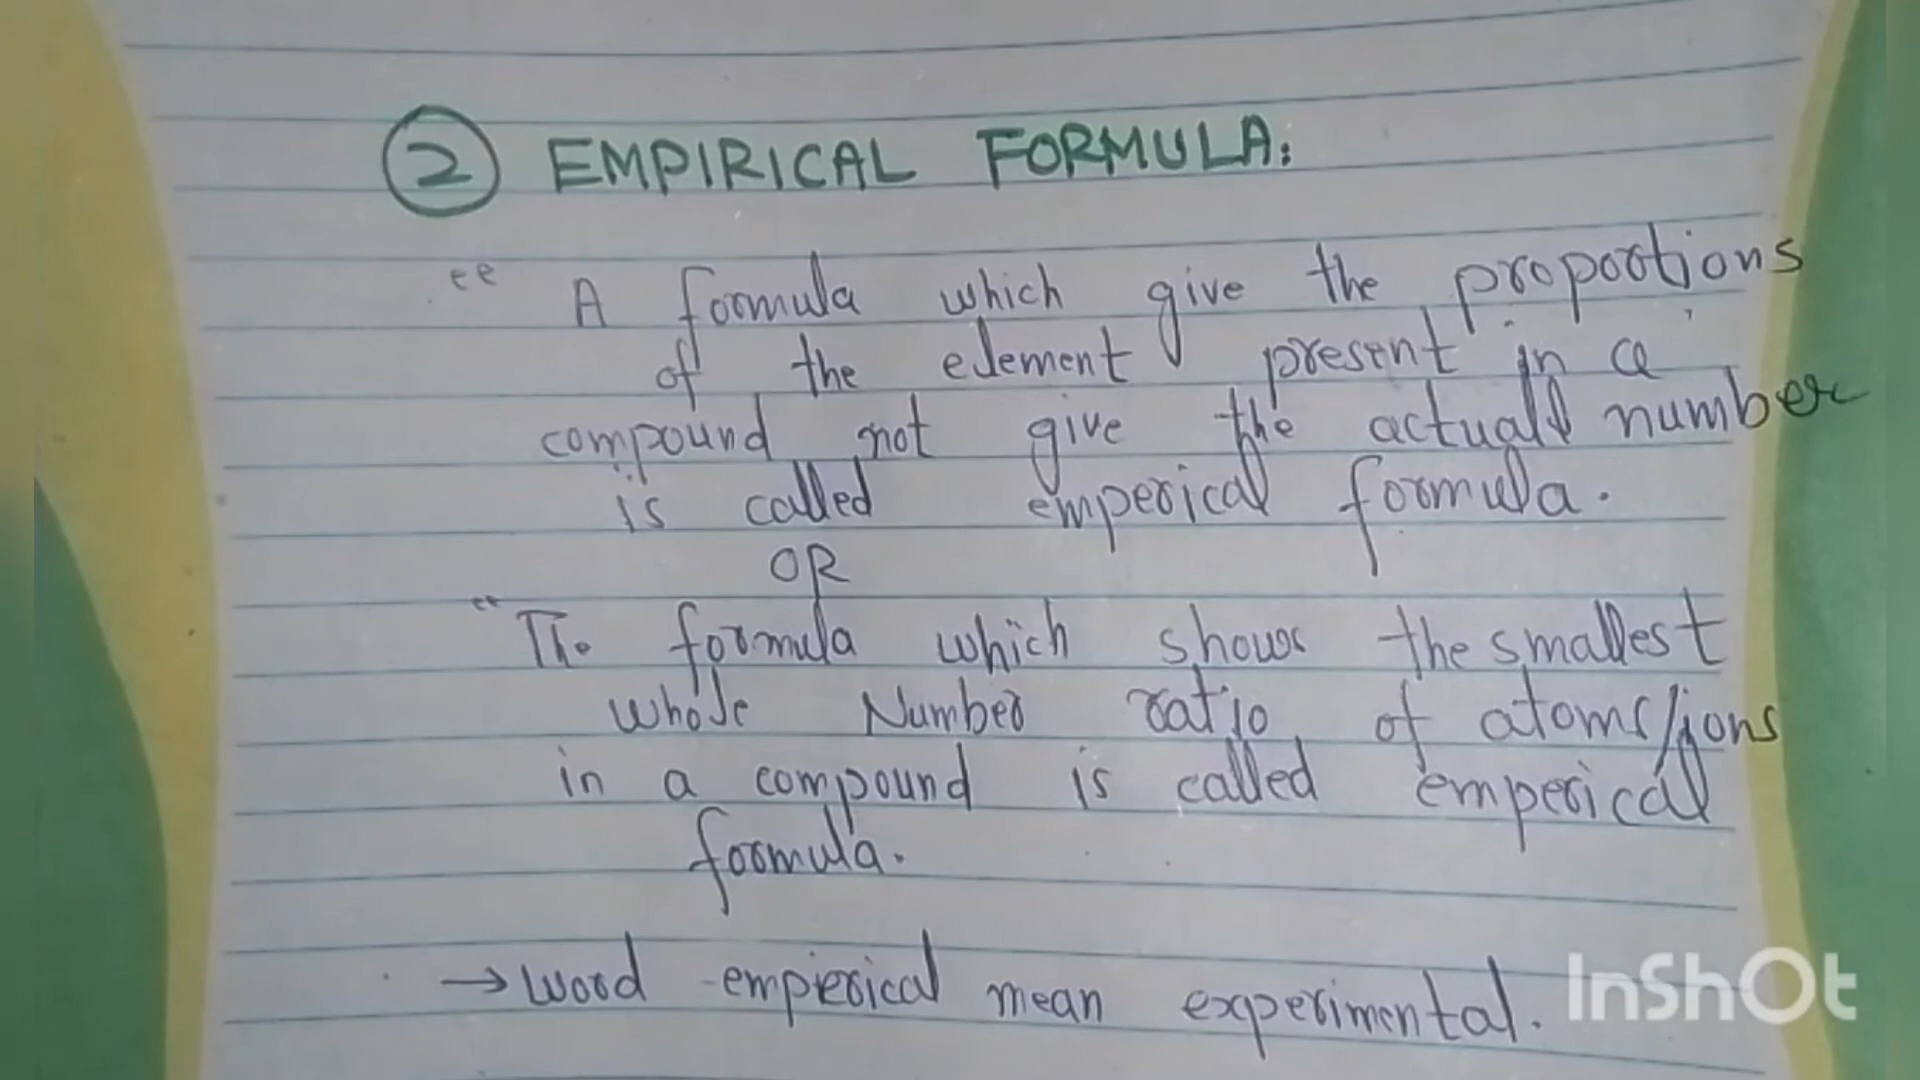 2 EMPIRICAL FORMULA:
" A formula which give the proportions
of the element present in a
compound not give the actuall number
is called emperical formula.
OR
" The formula which shows the smallest
whole Number ratio of atoms/ions
in a compound is called emperical
formula.
→ Word empierical mean experimental.
InShOt